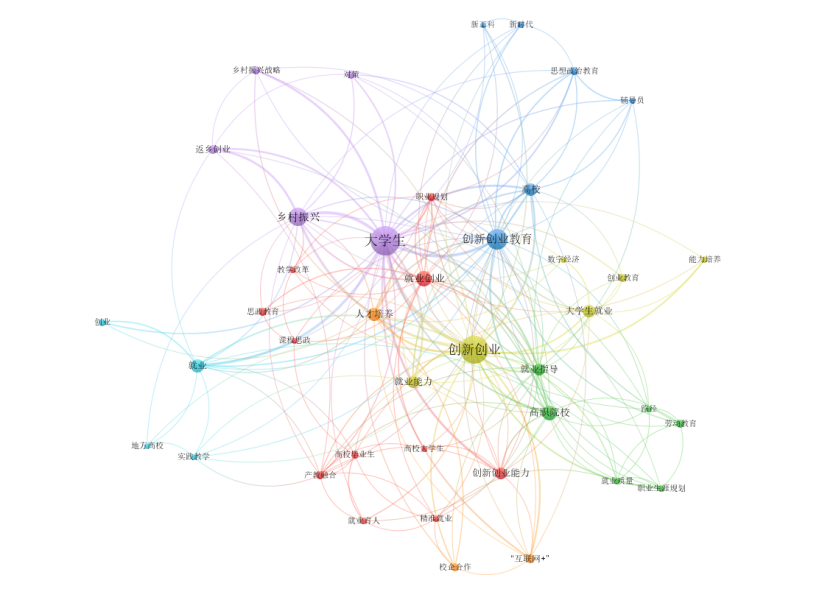 新工科
新时代
乡村振兴战略
对策
思想政治教育
辅导员
返乡创业
高校
职业规划
乡村振兴
大学生
创新创业教育
数字经济
能力培养
教学改革
就业创业
创业教育
思政教育
人才培养
大学生就业
创业
课程思政
创新创业
就业
就业指导
就业能力
高职院校
路径
劳动教育
地方高校
实践教学
高校毕业生
高校大学生
产教融合
创新创业能力
就业质量
职业生涯规划
就业育人
精准就业
校企合作
“互联网+”